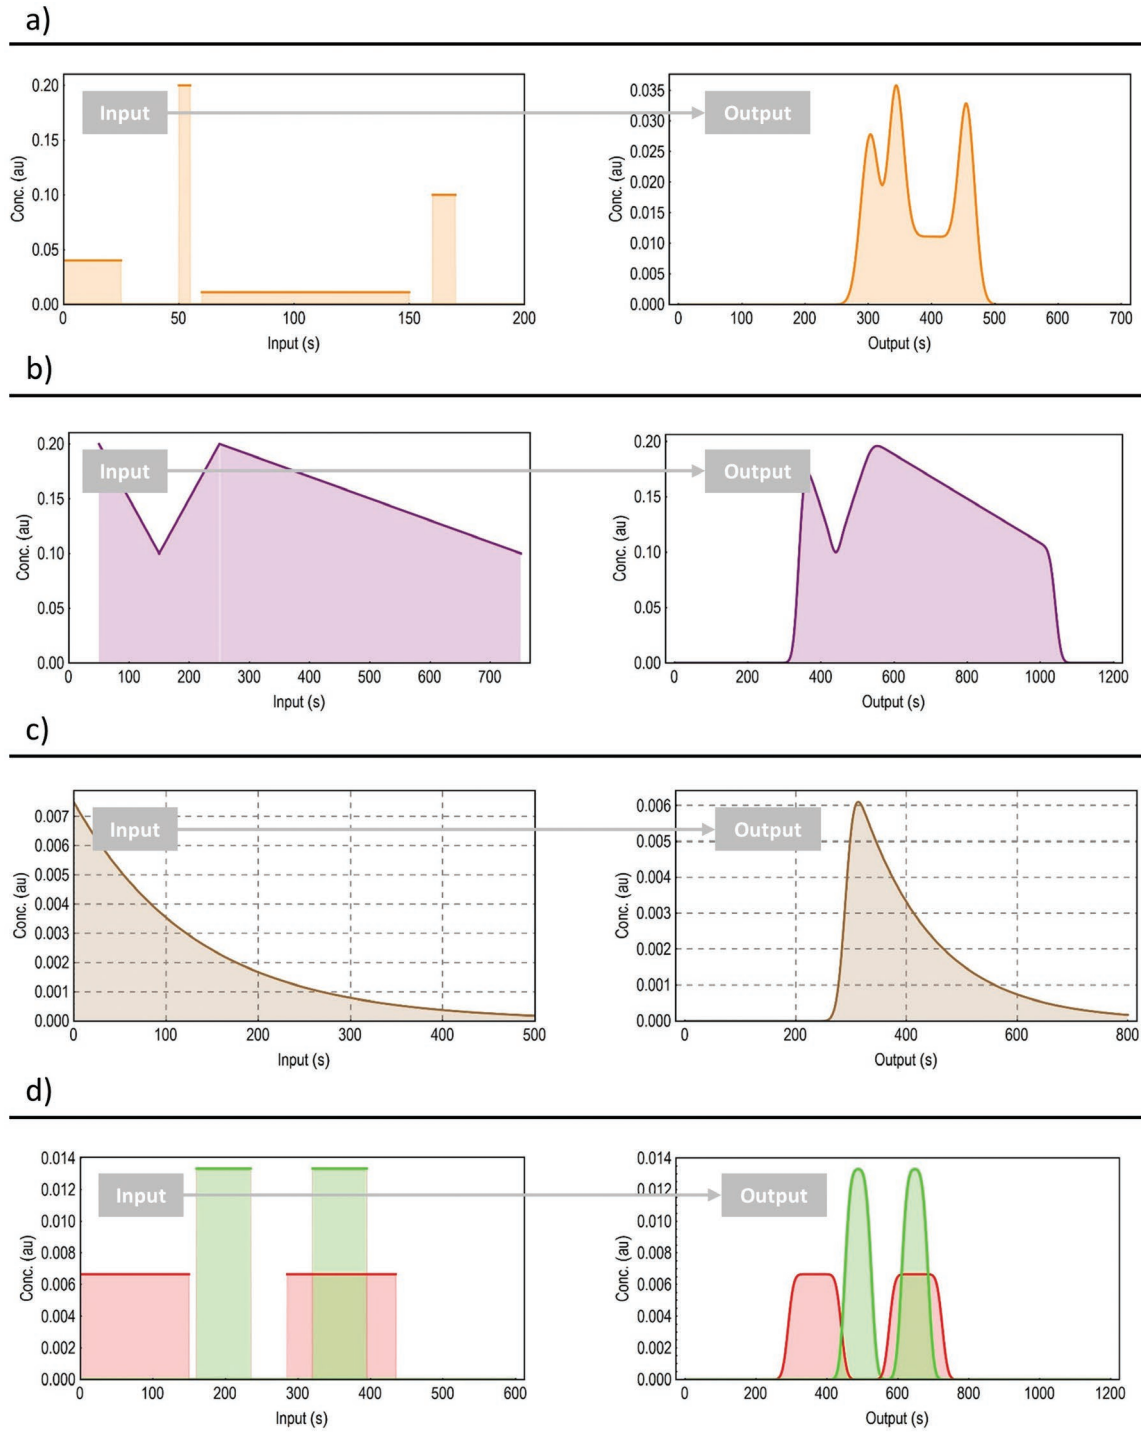 a)
0.20
0.15
0.10
0.05
0.00
Conc. (au)
Input
0 50 100 150 200
Input (s)
0.035
0.030
0.025
0.020
0.015
0.010
0.005
0.000
Conc. (au)
Output
0 100 200 300 400 500 600 700
Output (s)
b)
0.20
0.15
0.10
0.05
0.00
Conc. (au)
Input
0 100 200 300 400 500 600 700
Input (s)
0.20
0.15
0.10
0.05
0.00
Conc. (au)
Output
0 200 400 600 800 1000 1200
Output (s)
c)
0.007
0.006
0.005
0.004
0.003
0.002
0.001
0.000
Conc. (au)
Input
0 100 200 300 400 500
Input (s)
0.006
0.005
0.004
0.003
0.002
0.001
0.000
Conc. (au)
Output
0 200 400 600 800
Output (s)
d)
0.014
0.012
0.010
0.008
0.006
0.004
0.002
0.000
Conc. (au)
Input
0 100 200 300 400 500 600
Input (s)
0.014
0.012
0.010
0.008
0.006
0.004
0.002
0.000
Conc. (au)
Output
0 200 400 600 800 1000 1200
Output (s)